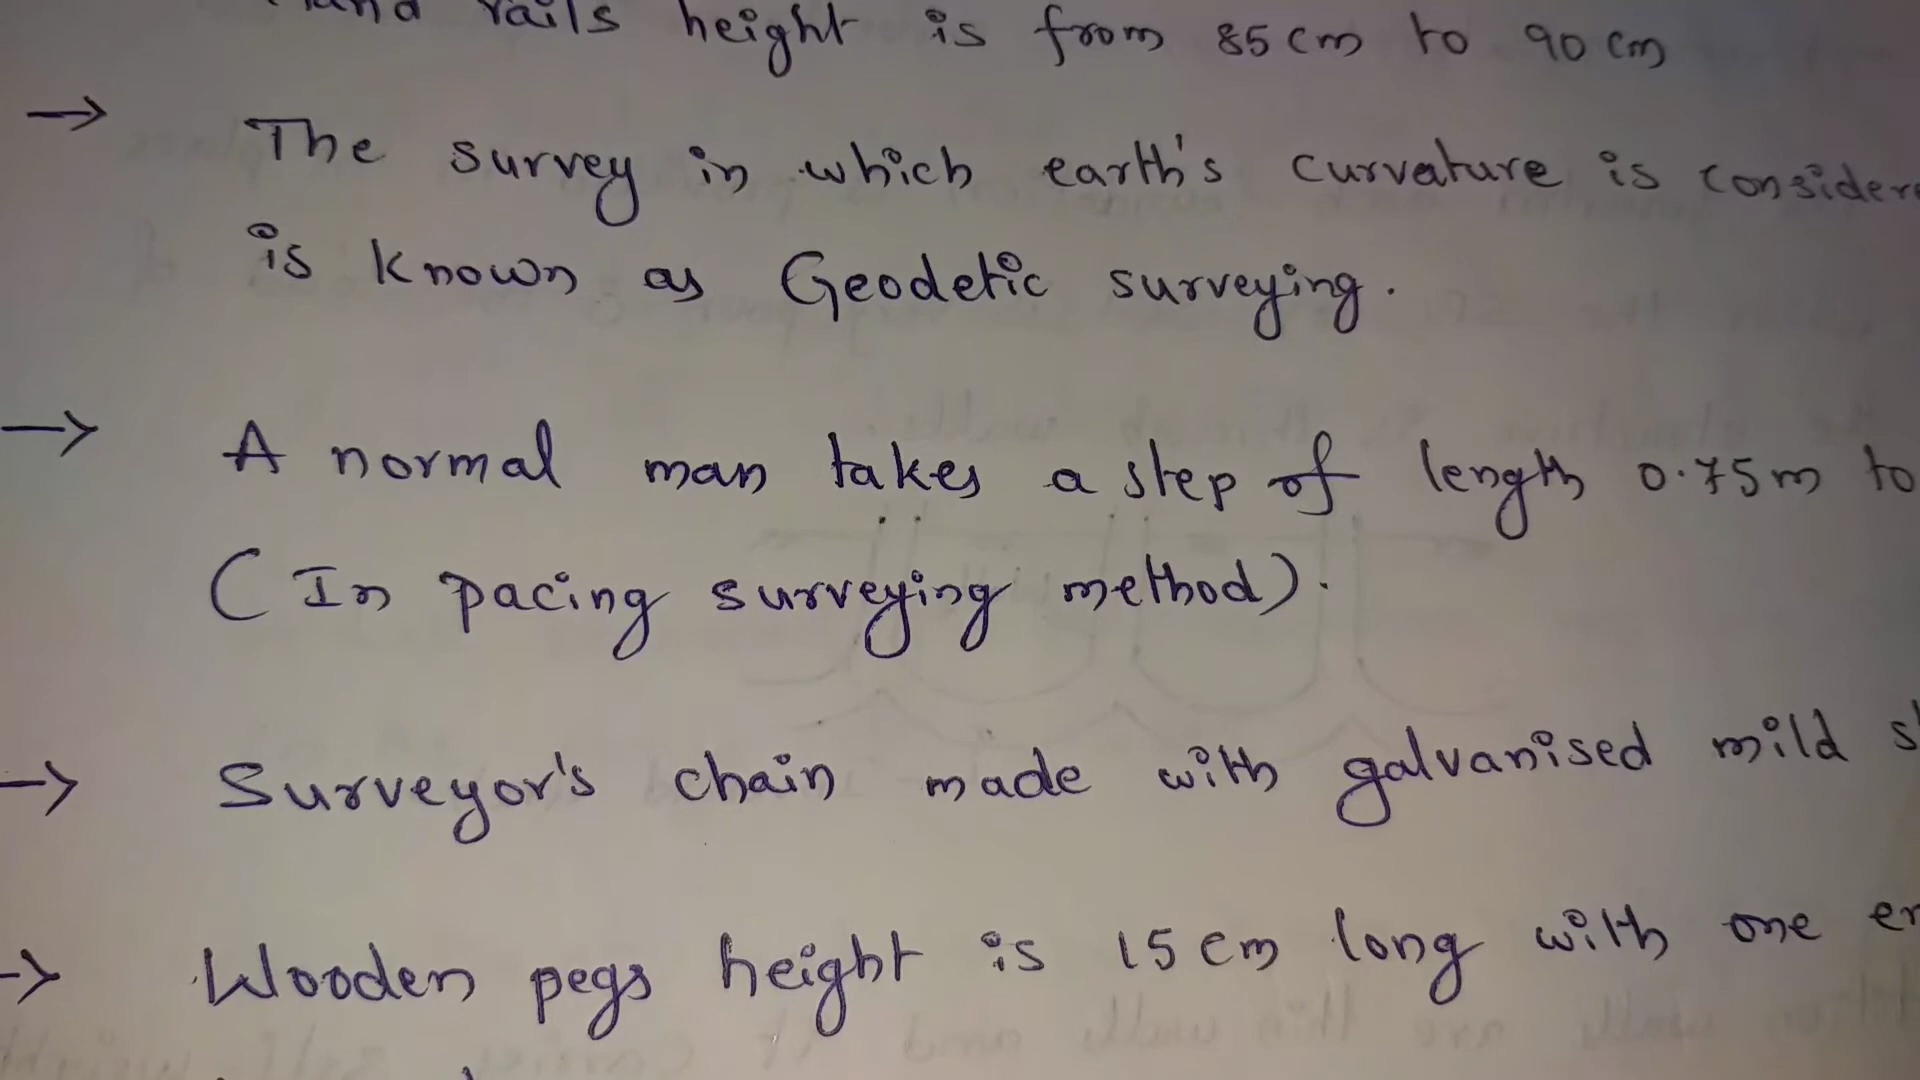 hand rails height is from 85 cm to 90 cm
→ The survey in which earth's curvature is
is known as Geodetic surveying.
→ A normal man takes a step of length 0.75m to
(In pacing surveying method).
→ Surveyor's chain made with galvanised mild
→ Wooden pegs height is 15 cm long with one